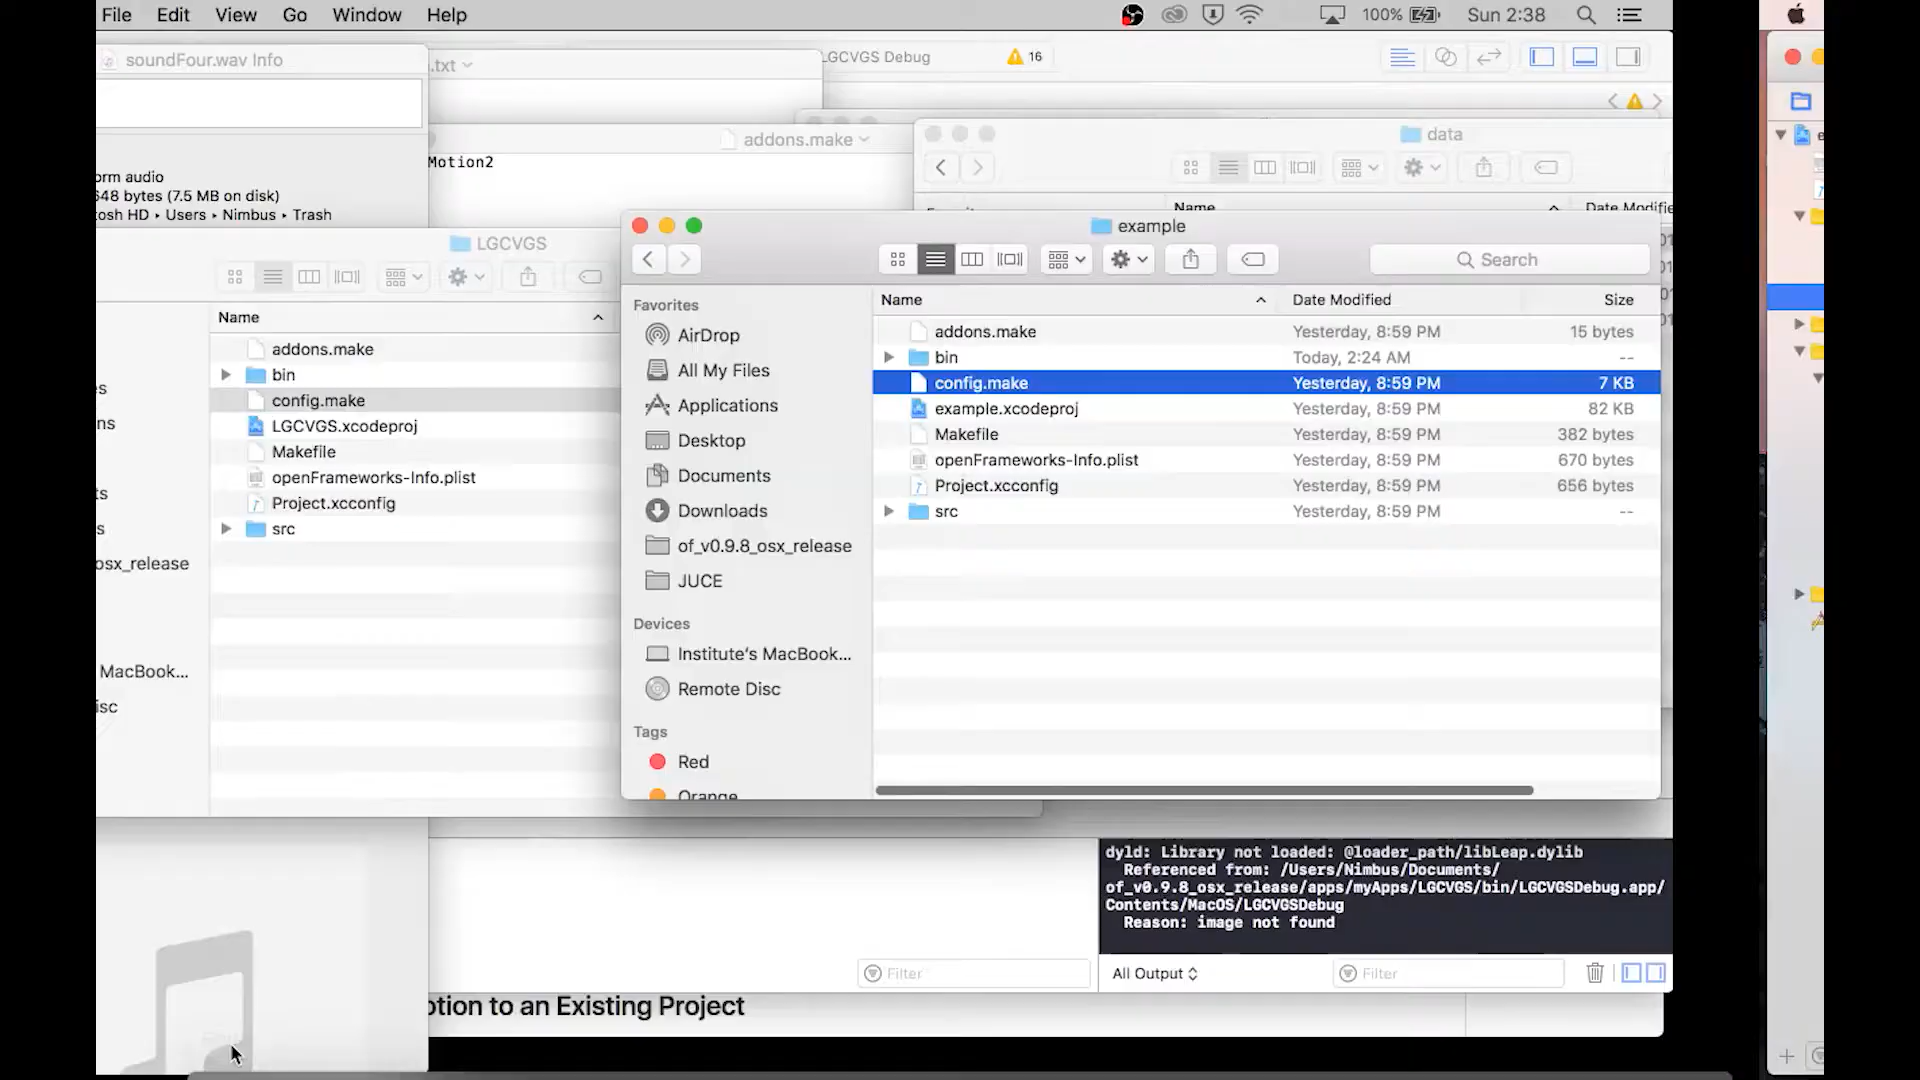 File Edit View Go Window Help
100% Sun 2:38
soundFour.wav Info
.txt
LGCVGS Debug
16
addons.make
data
Motion2
orm audio
648 bytes (7.5 MB on disk)
tosh HD ▸ Users ▸ Nimbus ▸ Trash
Name
Date Modifie
LGCVGS
Name
addons.make
bin
config.make
LGCVGS.xcodeproj
Makefile
openFrameworks-Info.plist
Project.xcconfig
src
osx_release
MacBook...
isc
example
Search
Favorites
AirDrop
All My Files
Applications
Desktop
Documents
Downloads
of_v0.9.8_osx_release
JUCE
Devices
Institute's MacBook...
Remote Disc
Tags
Red
Orange
Name Date Modified Size
addons.make Yesterday, 8:59 PM 15 bytes
bin Today, 2:24 AM --
config.make Yesterday, 8:59 PM 7 KB
example.xcodeproj Yesterday, 8:59 PM 82 KB
Makefile Yesterday, 8:59 PM 382 bytes
openFrameworks-Info.plist Yesterday, 8:59 PM 670 bytes
Project.xcconfig Yesterday, 8:59 PM 656 bytes
src Yesterday, 8:59 PM --
dyld: Library not loaded: @loader_path/libLeap.dylib
Referenced from: /Users/Nimbus/Documents/
of_v0.9.8_osx_release/apps/myApps/LGCVGS/bin/LGCVGSDebug.app/
Contents/MacOS/LGCVGSDebug
Reason: image not found
Filter
All Output
Filter
otion to an Existing Project